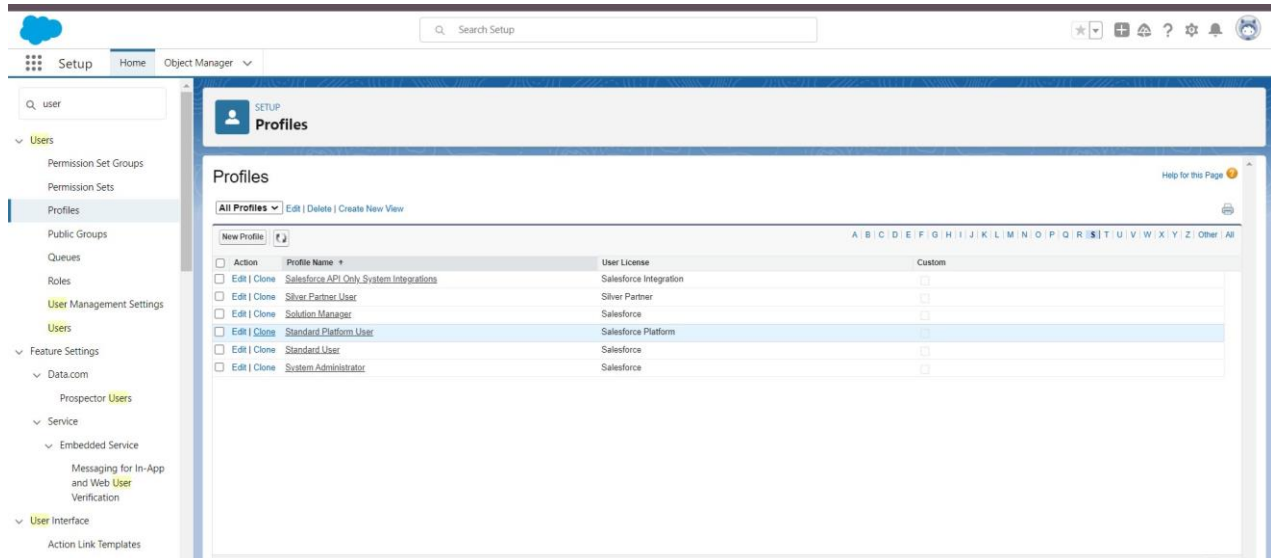 Search Setup
Setup Home Object Manager
user
Users
Permission Set Groups
Permission Sets
Profiles
Public Groups
Queues
Roles
User Management Settings
Users
Feature Settings
Data.com
Prospector Users
Service
Embedded Service
Messaging for In-App
and Web User
Verification
User Interface
Action Link Templates
SETUP
Profiles
Profiles
Help for this Page
All Profiles Edit | Delete | Create New View
New Profile A | B | C | D | E | F | G | H | I | J | K | L | M | N | O | P | Q | R | S | T | U | V | W | X | Y | Z | Other | All
Action Profile Name User License Custom
Edit | Clone Salesforce API Only System Integrations Salesforce Integration
Edit | Clone Silver Partner User Silver Partner
Edit | Clone Solution Manager Salesforce
Edit | Clone Standard Platform User Salesforce Platform
Edit | Clone Standard User Salesforce
Edit | Clone System Administrator Salesforce